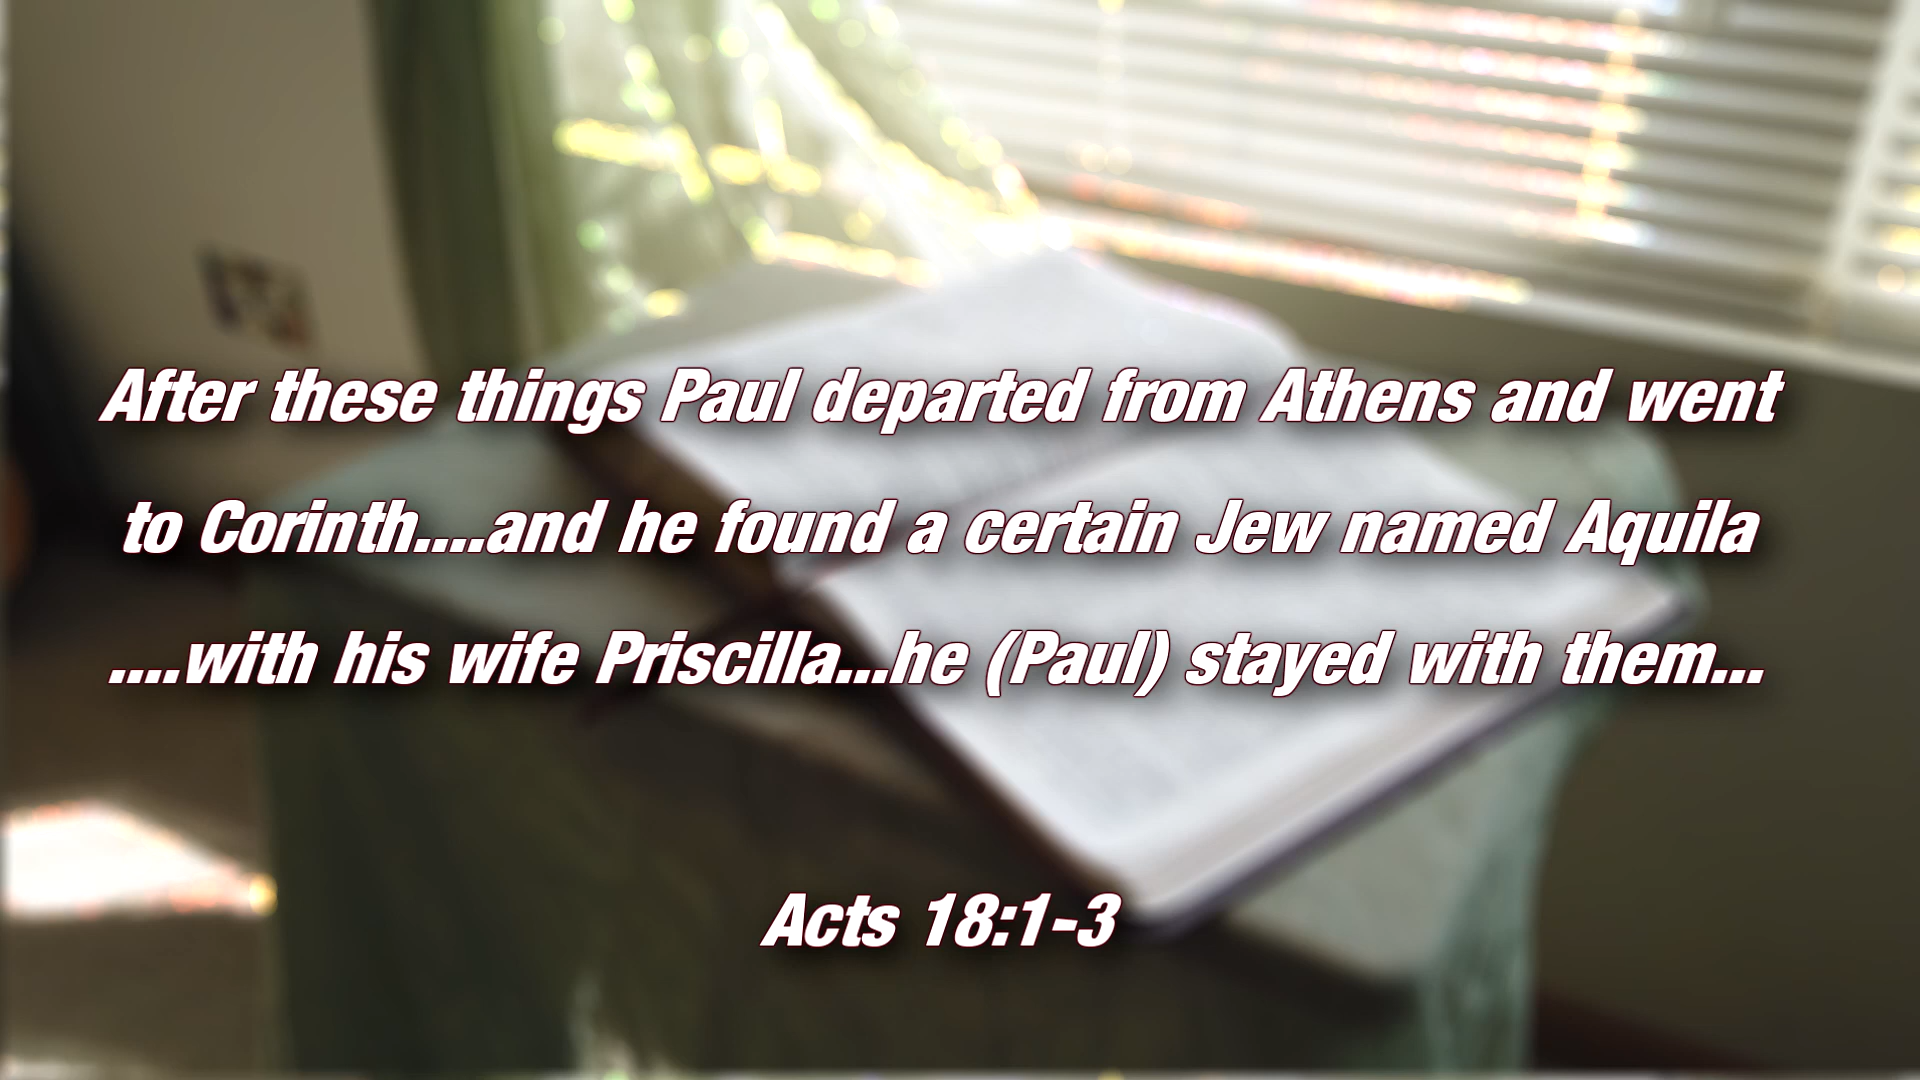 After these things Paul departed from Athens and went
to Corinth....and he found a certain Jew named Aquila
....with his wife Priscilla...he (Paul) stayed with them...
Acts 18:1-3